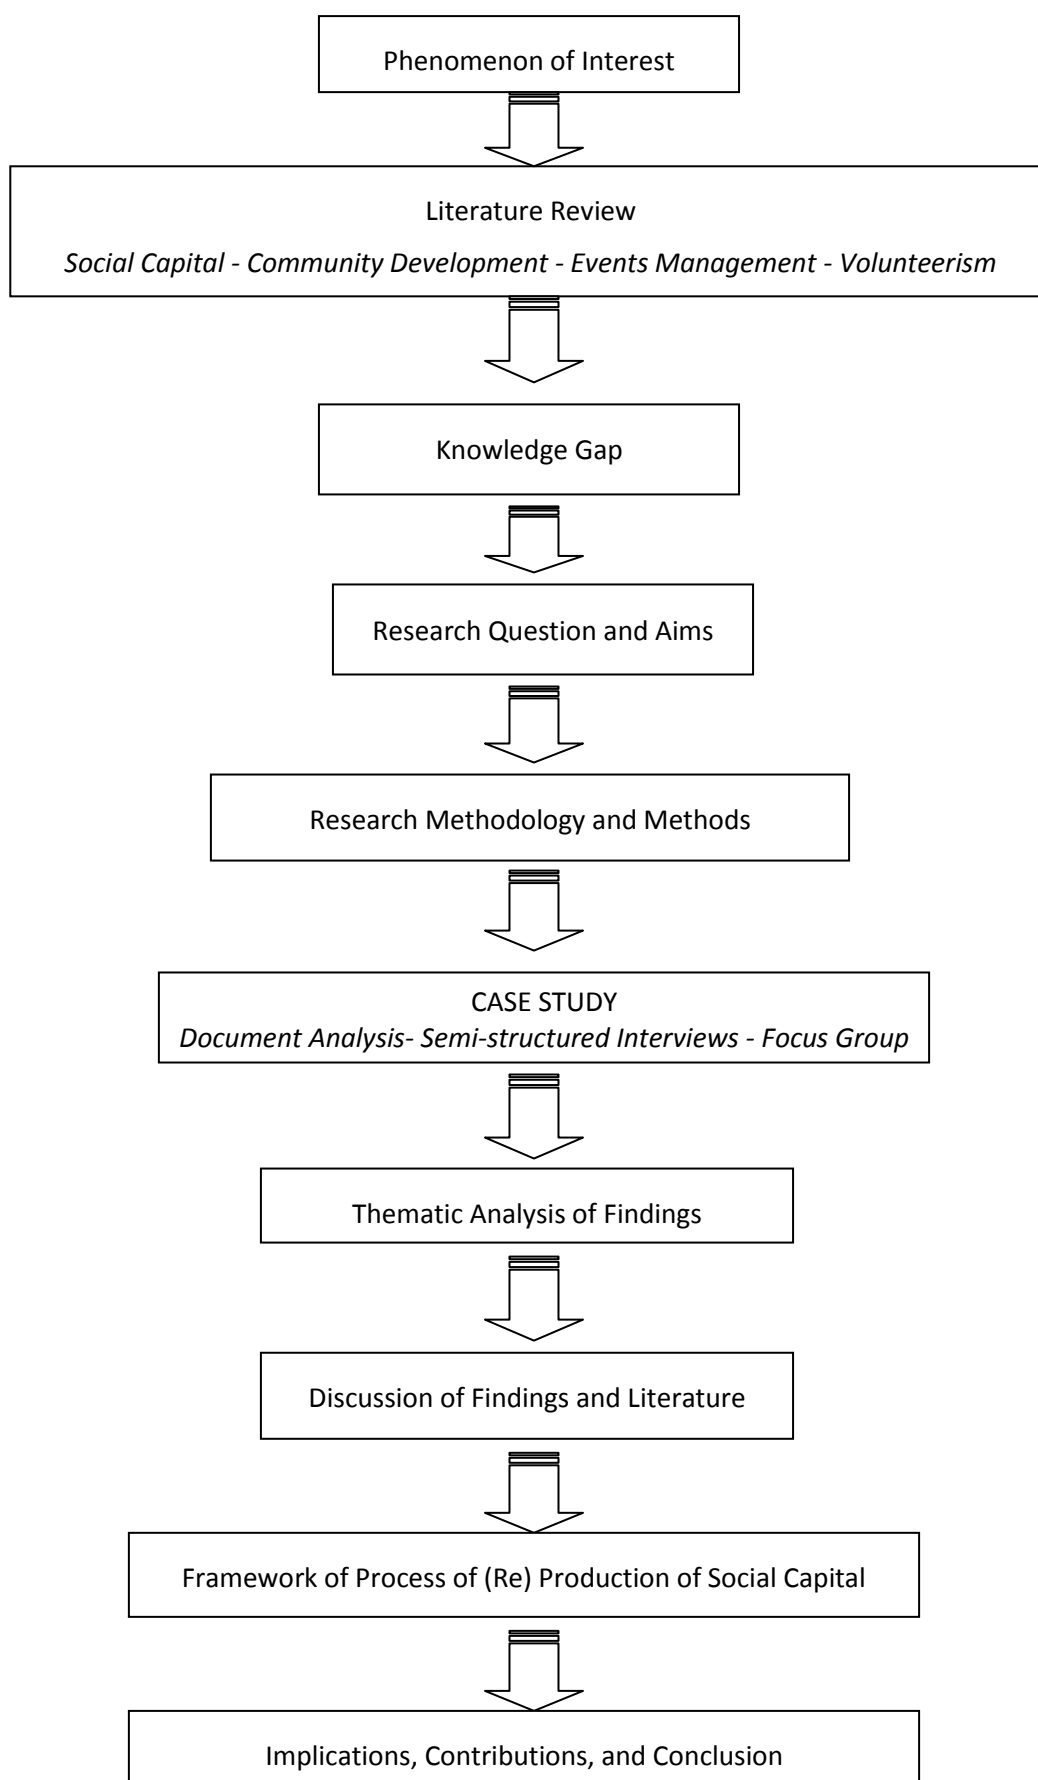 Phenomenon of Interest
Literature Review
Social Capital - Community Development - Events Management - Volunteerism
Knowledge Gap
Research Question and Aims
Research Methodology and Methods
CASE STUDY
Document Analysis- Semi-structured Interviews - Focus Group
Thematic Analysis of Findings
Discussion of Findings and Literature
Framework of Process of (Re) Production of Social Capital
Implications, Contributions, and Conclusion